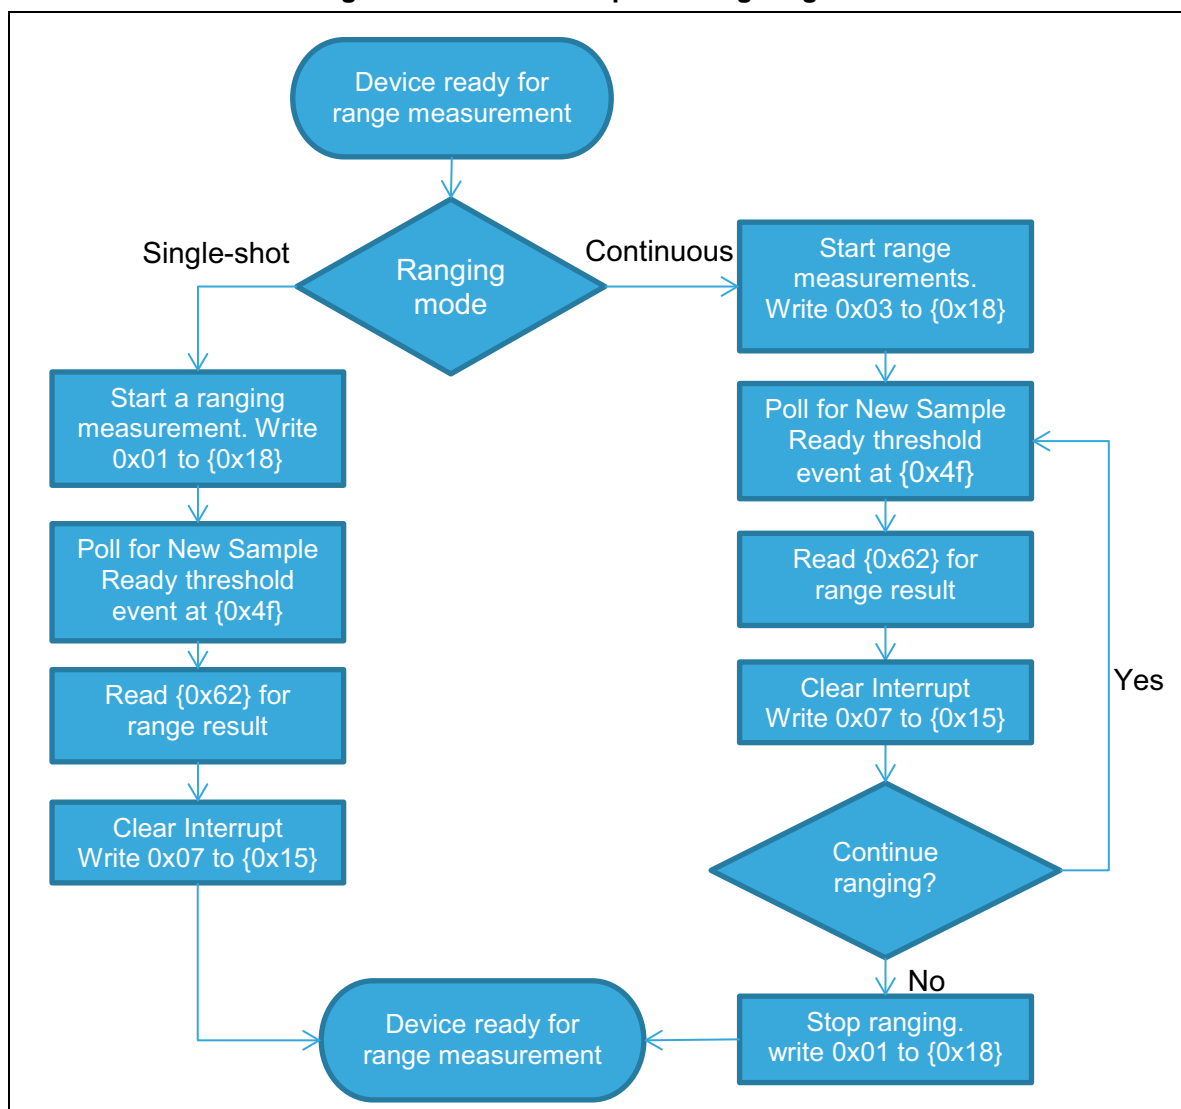 Device ready for
range measurement
Ranging
mode
Single-shot
Continuous
Start a ranging
measurement. Write
0x01 to {0x18}
Poll for New Sample
Ready threshold
event at {0x4f}
Read {0x62} for
range result
Clear Interrupt
Write 0x07 to {0x15}
Start range
measurements.
Write 0x03 to {0x18}
Poll for New Sample
Ready threshold
event at {0x4f}
Read {0x62} for
range result
Clear Interrupt
Write 0x07 to {0x15}
Continue
ranging?
Yes
No
Stop ranging.
write 0x01 to {0x18}
Device ready for
range measurement